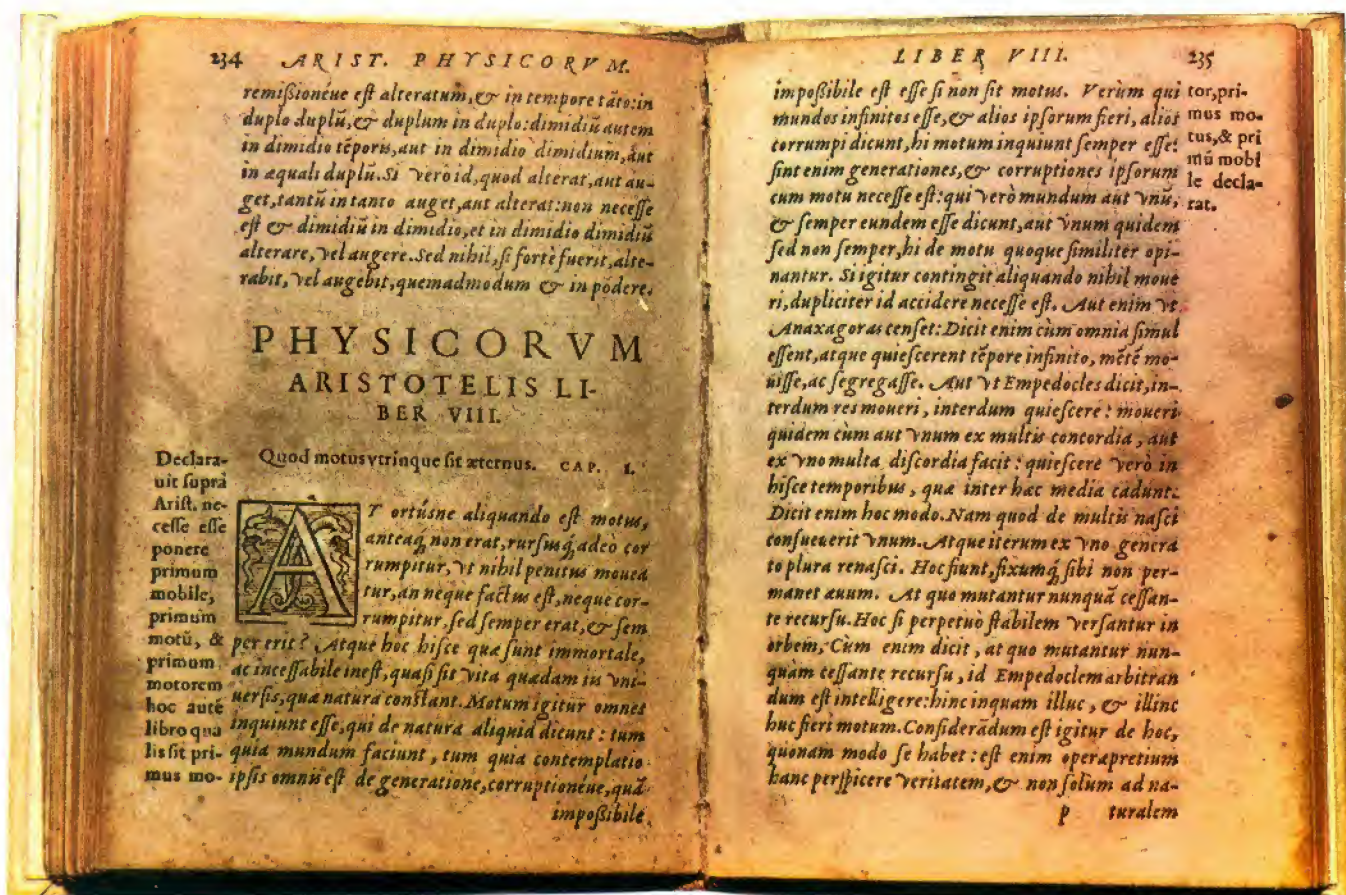 234 ARIST. PHYSICORVM.
remißioneúe est alteratum, & in tempore tãto: in
duplo duplũ, & duplum in duplo: dimidiũ autem
in dimidio tẽporis, aut in dimidio dimidium, aut
in æquali duplũ. Si verò id, quod alterat, aut au-
get, tantũ in tanto auget, aut alterat: non necesse
est & dimidiũ in dimidio, et in dimidio dimidiũ
alterare, vel augere. Sed nihil, si fortè fuerit, alte-
rabit, vel augebit, quemadmodum & in põdere.
PHYSICORVM
ARISTOTELIS LI-
BER VIII.
Quod motus vtrinque sit æternus. CAP. I.
AT ortúsne aliquando est motus,
anteaq́; non erat, rursusq́; adeò cor
rumpitur, vt nihil penitus mouea
tur, an neque factus est, neque cor-
rumpitur, sed semper erat, & sem
per erit? Atque hoc hisce quæ sunt immortale,
ac incessabile inest, quasi sit vita quædam iis vni-
uersis, quæ natura constant. Motum igitur omnes
inquiunt esse, qui de natura aliquid dicunt: tum
quia mundum faciunt, tum quia contemplatio
ipsis omnis est de generatione, corruptioneúe, quã
impoßibile
Declara-
uit suprà
Arist. ne-
cesse esse
ponere
primum
mobile,
primum
motũ, &
primum
motorem
hoc autẽ
libro qua
lis sit pri-
mus mo-
LIBER VIII. 235
impoßibile est esse si non sit motus. Verùm qui
mundos infinitos esse, & alios ipsorum fieri, alios
corrumpi dicunt, hi motum inquiunt semper esse:
sint enim generationes, & corruptiones ipsorum
cum motu necesse est: qui verò mundum aut vnũ,
& semper eundem esse dicunt, aut vnum quidem
sed non semper, hi de motu quoque similiter opi-
nantur. Si igitur contingit aliquando nihil moue
ri, dupliciter id accidere necesse est. Aut enim vt
Anaxagoras censet: Dicit enim cùm omnia simul
essent, atque quiescerent tẽpore infinito, mẽtẽ mo-
uisse, ac segregasse. Aut vt Empedocles dicit, in-
terdum res moueri, interdum quiescere: moueri
quidem cùm aut vnum ex multis concordia, aut
ex vno multa discordia facit: quiescere verò in
hisce temporibus, quæ inter hæc media cadunt.
Dicit enim hoc modo. Nam quod de multis nasci
consueuerit vnum. Atque iterum ex vno genera
to plura renasci. Hoc fiunt, fixumq́; sibi non per-
manet æuum. At quo mutantur nunquã cessan-
te recursu. Hoc si perpetuo stabilem versantur in
orbem, Cùm enim dicit, at quo mutantur nun-
quàm cessante recursu, id Empedoclem arbitran
dum est intelligere: hinc inquam illuc, & illinc
huc fieri motum. Considerãdum est igitur de hoc,
quonam modo se habet: est enim operæpretium
hanc perspicere veritatem, & non solùm ad na-
p turalem
tor, pri-
mus mo-
tus, & pri
mũ mobi
le decla-
rat.